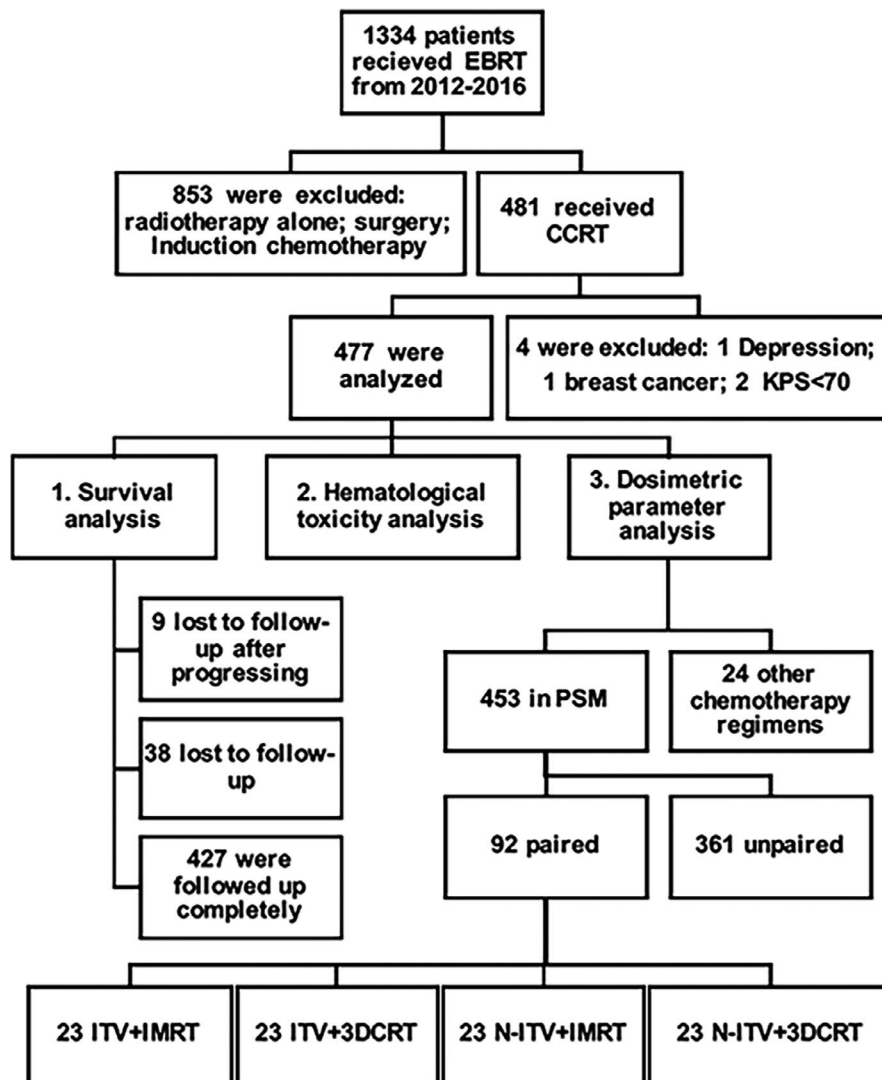 1334 patients
recieved EBRT
from 2012-2016
853 were excluded:
radiotherapy alone; surgery;
Induction chemotherapy
481 received
CCRT
477 were
analyzed
4 were excluded: 1 Depression;
1 breast cancer; 2 KPS<70
1. Survival
analysis
2. Hematological
toxicity analysis
3. Dosimetric
parameter
analysis
9 lost to follow-
up after
progressing
38 lost to follow-
up
427 were
followed up
completely
453 in PSM
24 other
chemotherapy
regimens
92 paired
361 unpaired
23 ITV+IMRT
23 ITV+3DCRT
23 N-ITV+IMRT
23 N-ITV+3DCRT